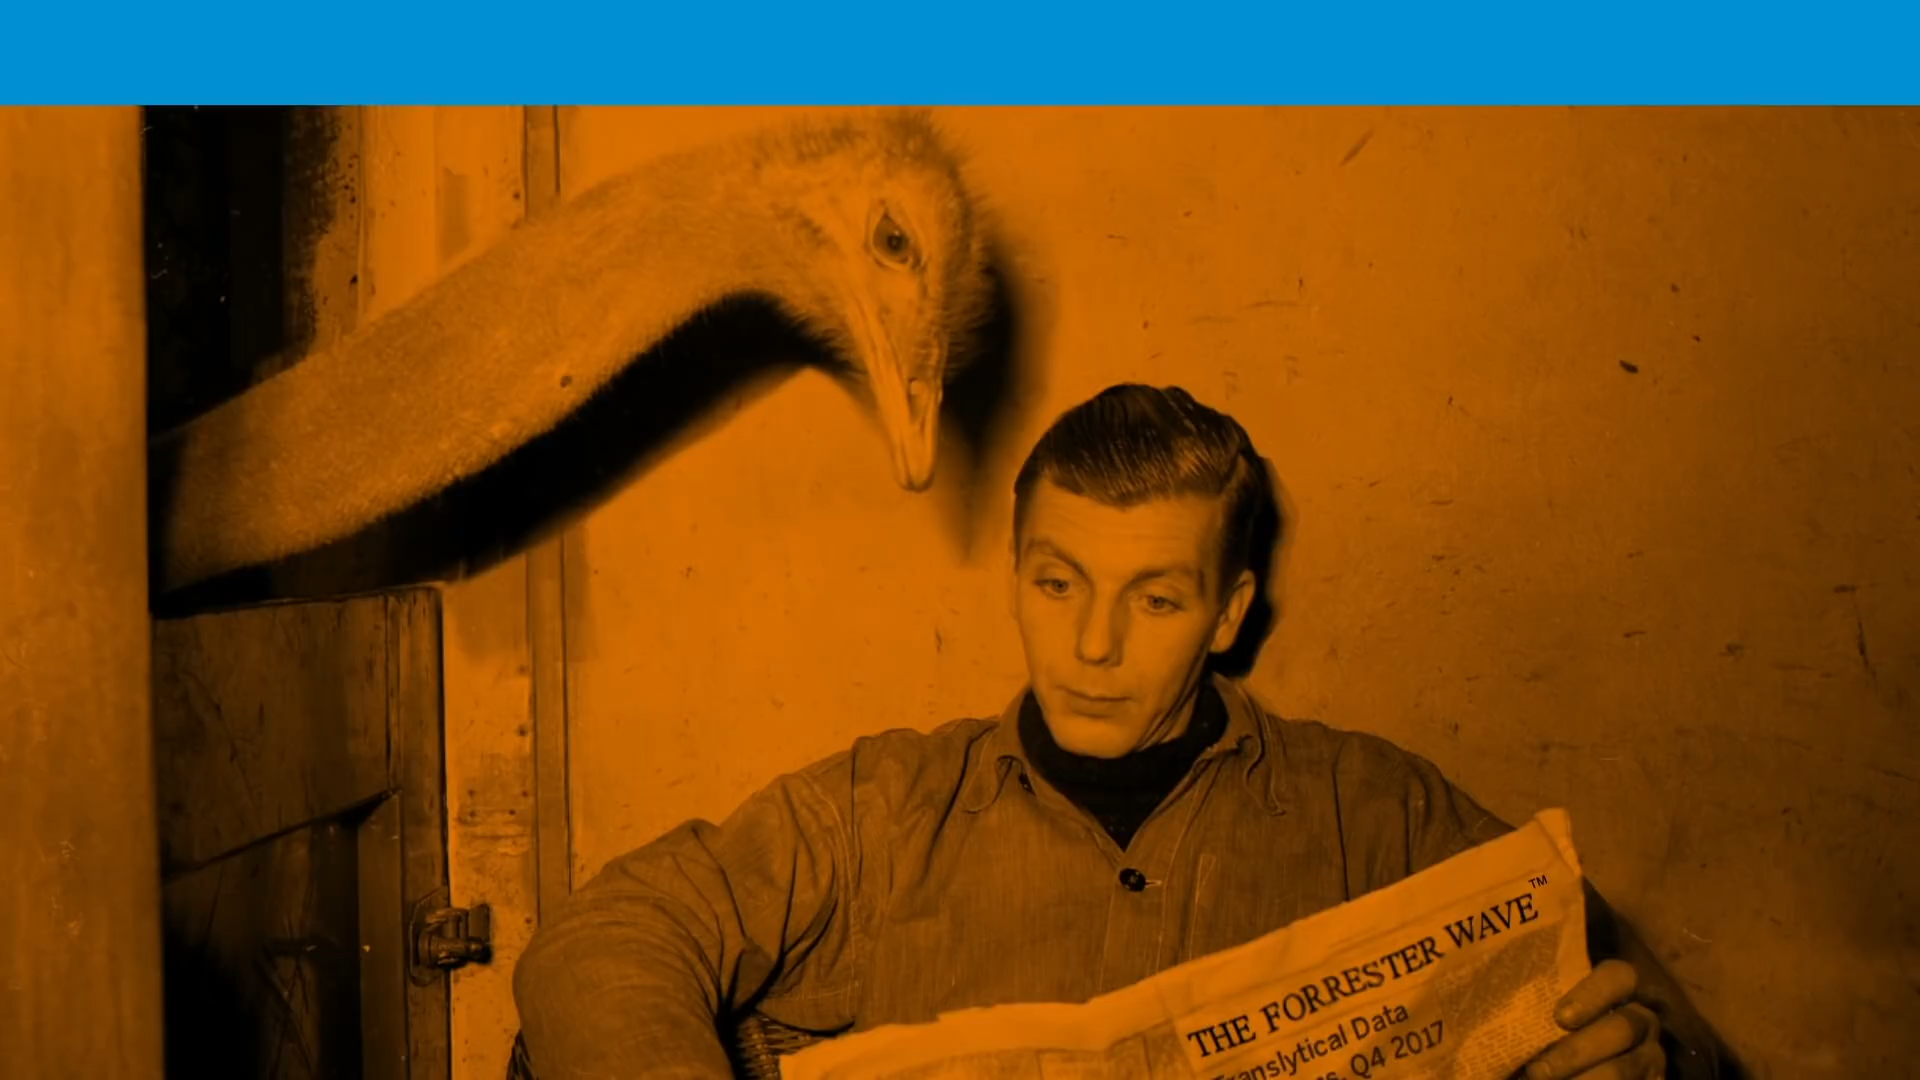 THE FORRESTER WAVE™
Translytical Data
Q4 2017